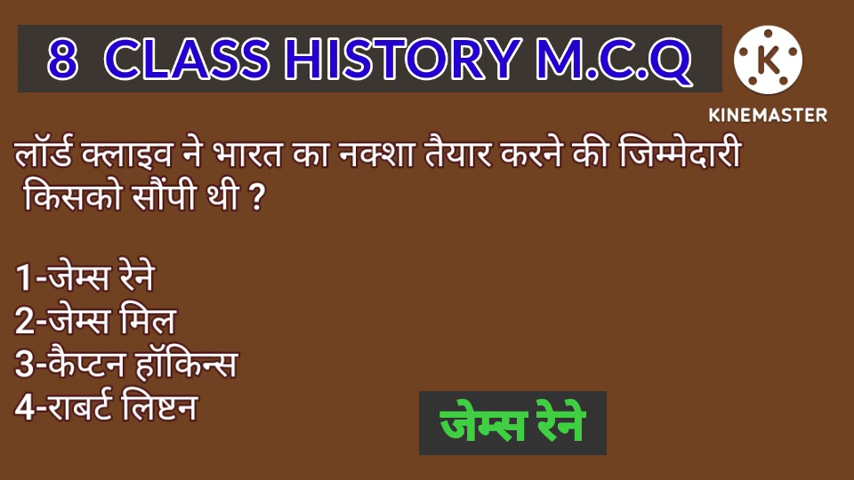 8 CLASS HISTORY M.C.Q
KINEMASTER
लॉर्ड क्लाइव ने भारत का नक्शा तैयार करने की जिम्मेदारी
किसको सौंपी थी ?
1-जेम्स रेने
2-जेम्स मिल
3-कैप्टन हॉकिन्स
4-राबर्ट लिष्टन
जेम्स रेने